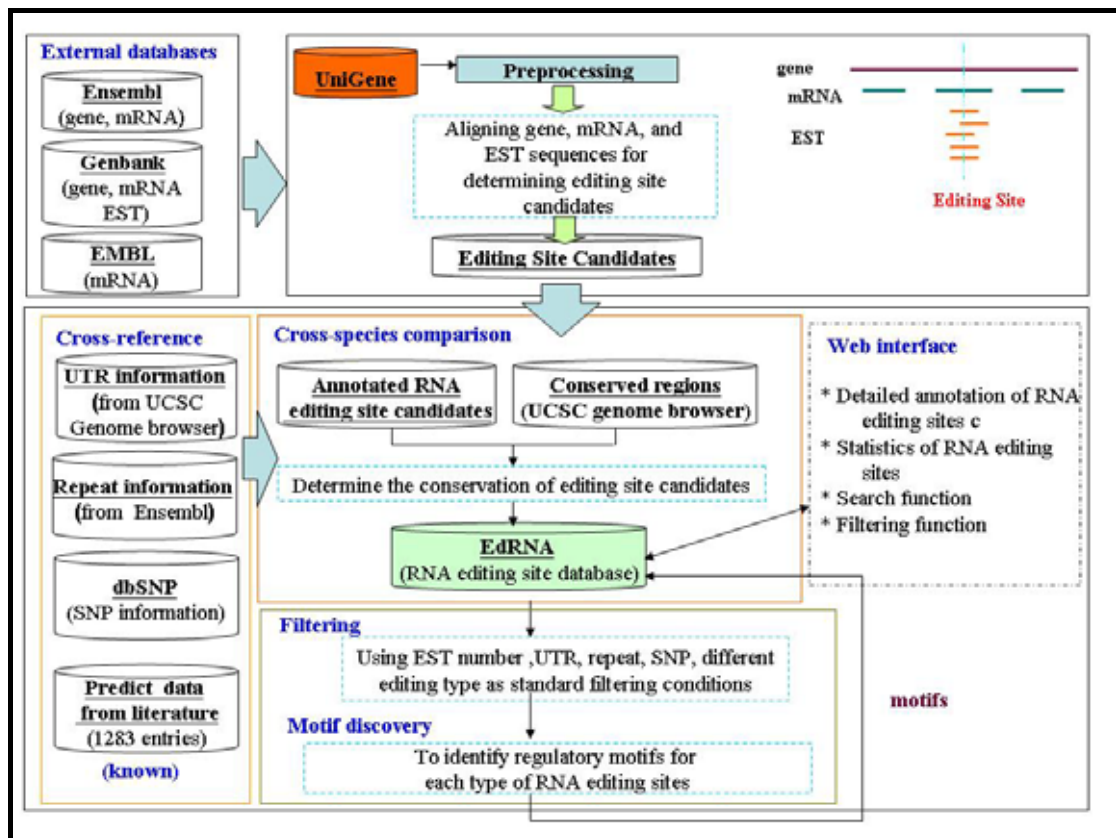 External databases
Ensembl
(gene, mRNA)
Genbank
(gene, mRNA
EST)
EMBL
(mRNA)
UniGene
Preprocessing
Aligning gene, mRNA, and
EST sequences for
determining editing site
candidates
Editing Site Candidates
gene
mRNA
EST
Editing Site
Cross-reference
UTR information
(from UCSC
Genome browser)
Repeat information
(from Ensembl)
dbSNP
(SNP information)
Predict data
from literature
(1283 entries)
(known)
Cross-species comparison
Annotated RNA
editing site candidates
Conserved regions
(UCSC genome browser)
Determine the conservation of editing site candidates
EdRNA
(RNA editing site database)
Web interface
* Detailed annotation of RNA
editing sites c
* Statistics of RNA editing
sites
* Search function
* Filtering function
Filtering
Using EST number ,UTR, repeat, SNP, different
editing type as standard filtering conditions
Motif discovery
To identify regulatory motifs for
each type of RNA editing sites
motifs